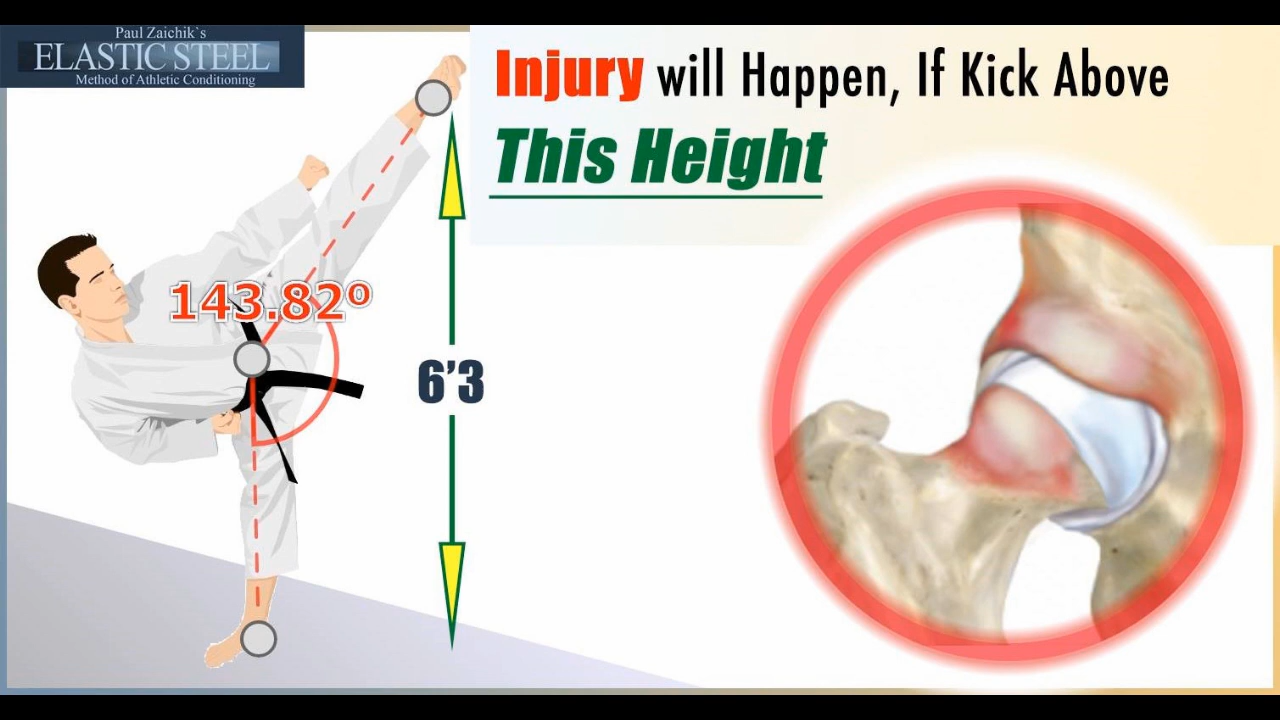 Paul Zaichik`s
ELASTIC STEEL
Method of Athletic Conditioning
Injury will Happen, If Kick Above
This Height
143.82º
6’3